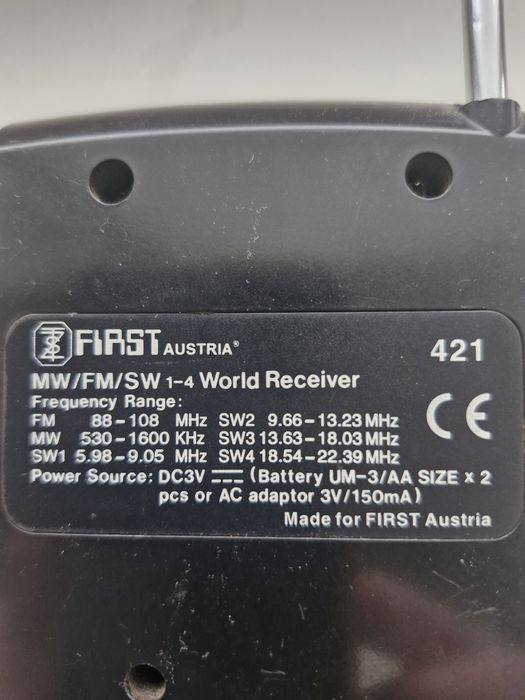 FIRST AUSTRIA®
421
MW/FM/SW 1-4 World Receiver
Frequency Range:
FM 88-108 MHz SW2 9.66-13.23 MHz
MW 530-1600 KHz SW3 13.63-18.03 MHz
SW1 5.98-9.05 MHz SW4 18.54-22.39 MHz
CE
Power Source: DC3V ⎓ (Battery UM-3/AA SIZE x 2
pcs or AC adaptor 3V/150mA)
Made for FIRST Austria